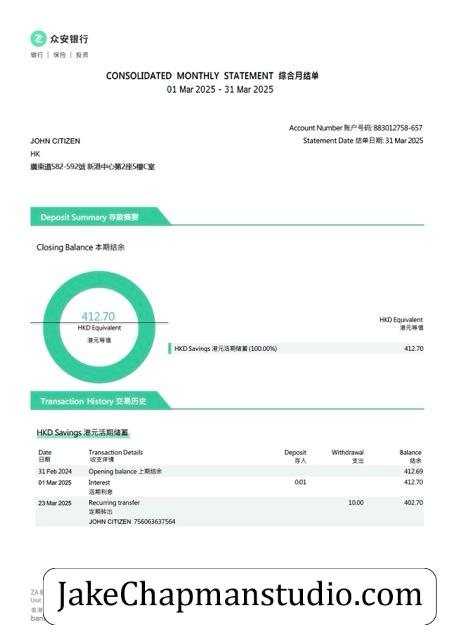 众安银行
银行 | 保险 | 投资
CONSOLIDATED MONTHLY STATEMENT 综合月结单
01 Mar 2025 - 31 Mar 2025
Account Number 账户号码: 883012758-657
Statement Date 结单日期: 31 Mar 2025
JOHN CITIZEN
HK
廣東道582-592號 新港中心第2座5樓C室
Deposit Summary 存款摘要
Closing Balance 本期结余
412.70
HKD Equivalent
港元等值
HKD Equivalent
港元等值
HKD Savings 港元活期储蓄 (100.00%) 412.70
Transaction History 交易历史
HKD Savings 港元活期储蓄
Date Transaction Details Deposit Withdrawal Balance
日期 收支详情 存入 支出 结余
31 Feb 2024 Opening balance 上期结余 412.69
01 Mar 2025 Interest 0.01 412.70
活期利息
23 Mar 2025 Recurring transfer 10.00 402.70
定期转出
JOHN CITIZEN 756063637564
ZA
Unit
香港
JakeChapmanstudio.com